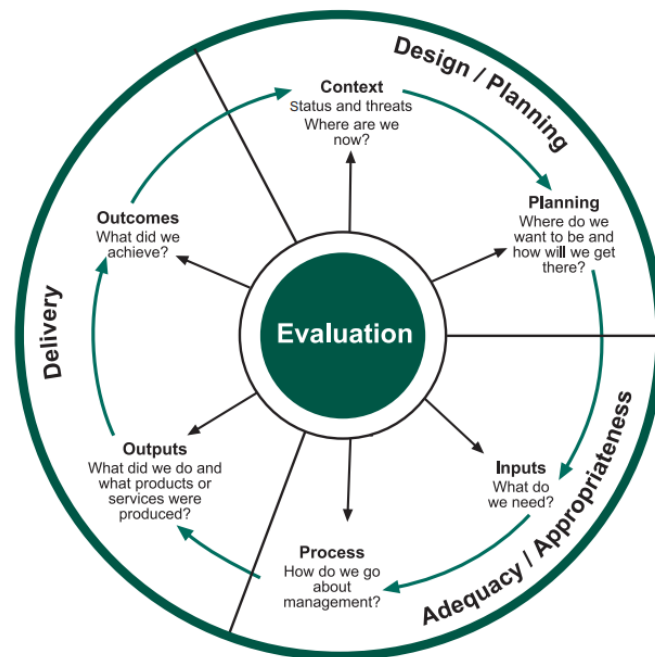 Design / Planning
Context
Status and threats
Where are we
now?
Planning
Where do we
want to be and
how will we get
there?
Adequacy / Appropriateness
Inputs
What do
we need?
Process
How do we go
about
management?
Delivery
Outputs
What did we do and
what products or
services were
produced?
Outcomes
What did we
achieve?
Evaluation